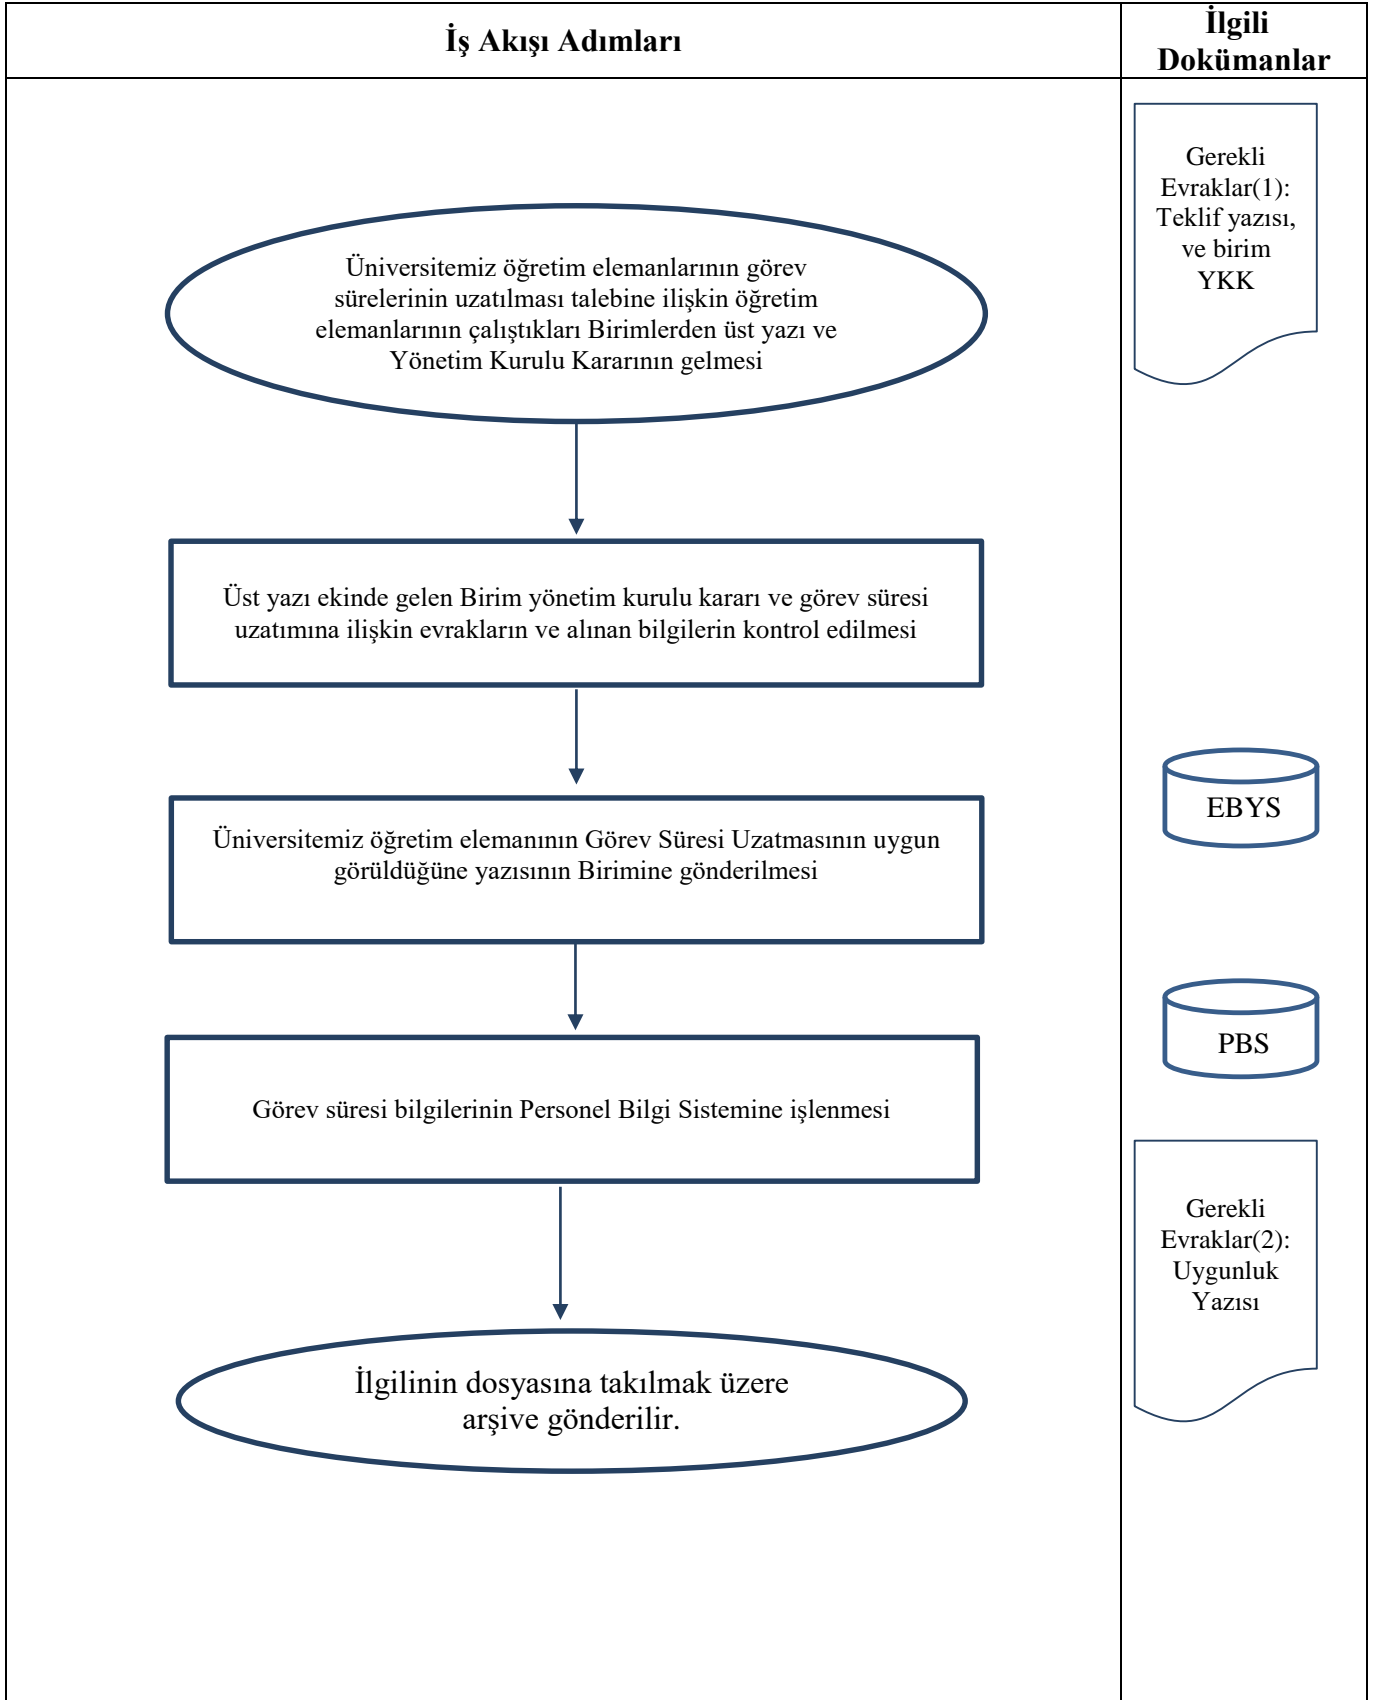 İş Akışı Adımları
İlgili
Dokümanlar
Gerekli
Evraklar(1):
Teklif yazısı,
ve birim
YKK
Üniversitemiz öğretim elemanlarının görev
sürelerinin uzatılması talebine ilişkin öğretim
elemanlarının çalıştıkları Birimlerden üst yazı ve
Yönetim Kurulu Kararının gelmesi
Üst yazı ekinde gelen Birim yönetim kurulu kararı ve görev süresi
uzatımına ilişkin evrakların ve alınan bilgilerin kontrol edilmesi
EBYS
Üniversitemiz öğretim elemanının Görev Süresi Uzatmasının uygun
görüldüğüne yazısının Birimine gönderilmesi
PBS
Görev süresi bilgilerinin Personel Bilgi Sistemine işlenmesi
Gerekli
Evraklar(2):
Uygunluk
Yazısı
İlgilinin dosyasına takılmak üzere
arşive gönderilir.